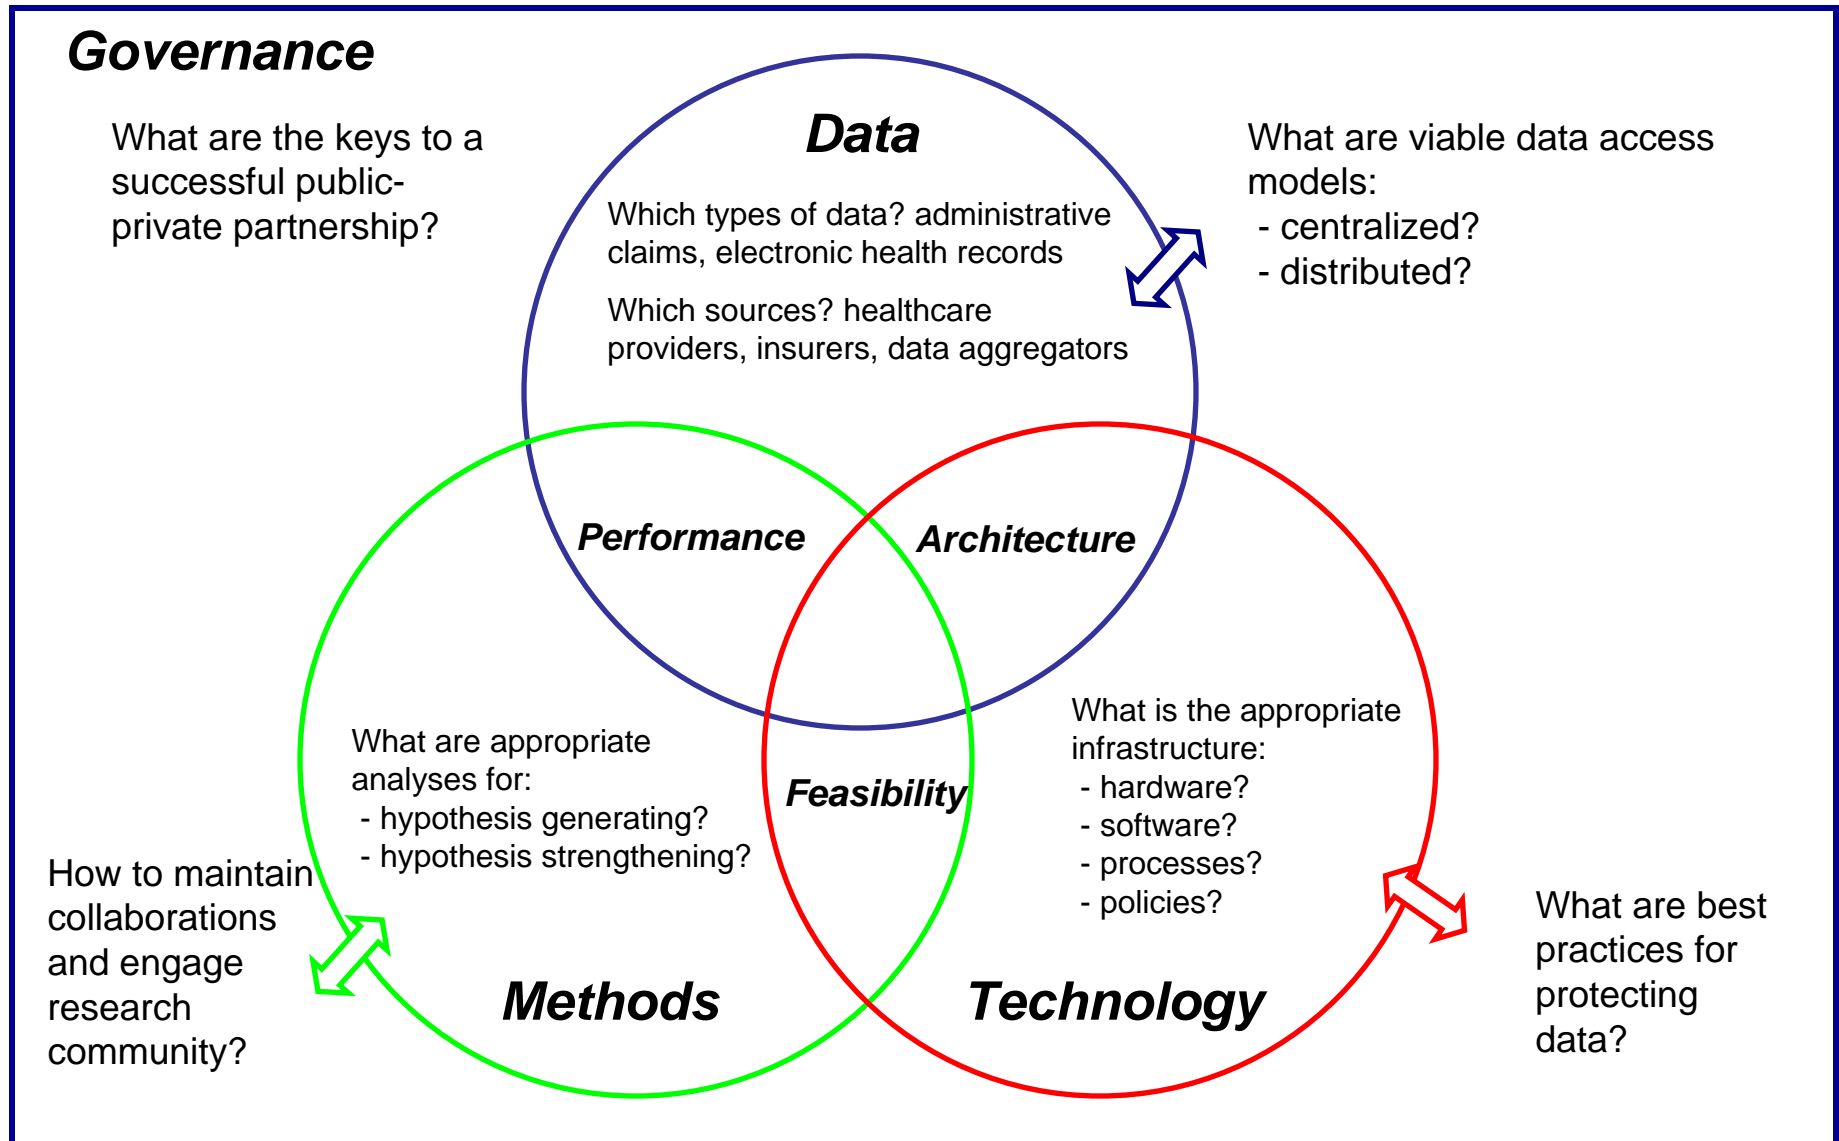 Governance
What are the keys to a
successful public-
private partnership?
Data
Which types of data? administrative
claims, electronic health records
Which sources? healthcare
providers, insurers, data aggregators
What are viable data access
models:
- centralized?
- distributed?
Performance
Architecture
What are appropriate
analyses for:
- hypothesis generating?
- hypothesis strengthening?
Feasibility
What is the appropriate
infrastructure:
- hardware?
- software?
- processes?
- policies?
How to maintain
collaborations
and engage
research
community?
Methods
Technology
What are best
practices for
protecting
data?